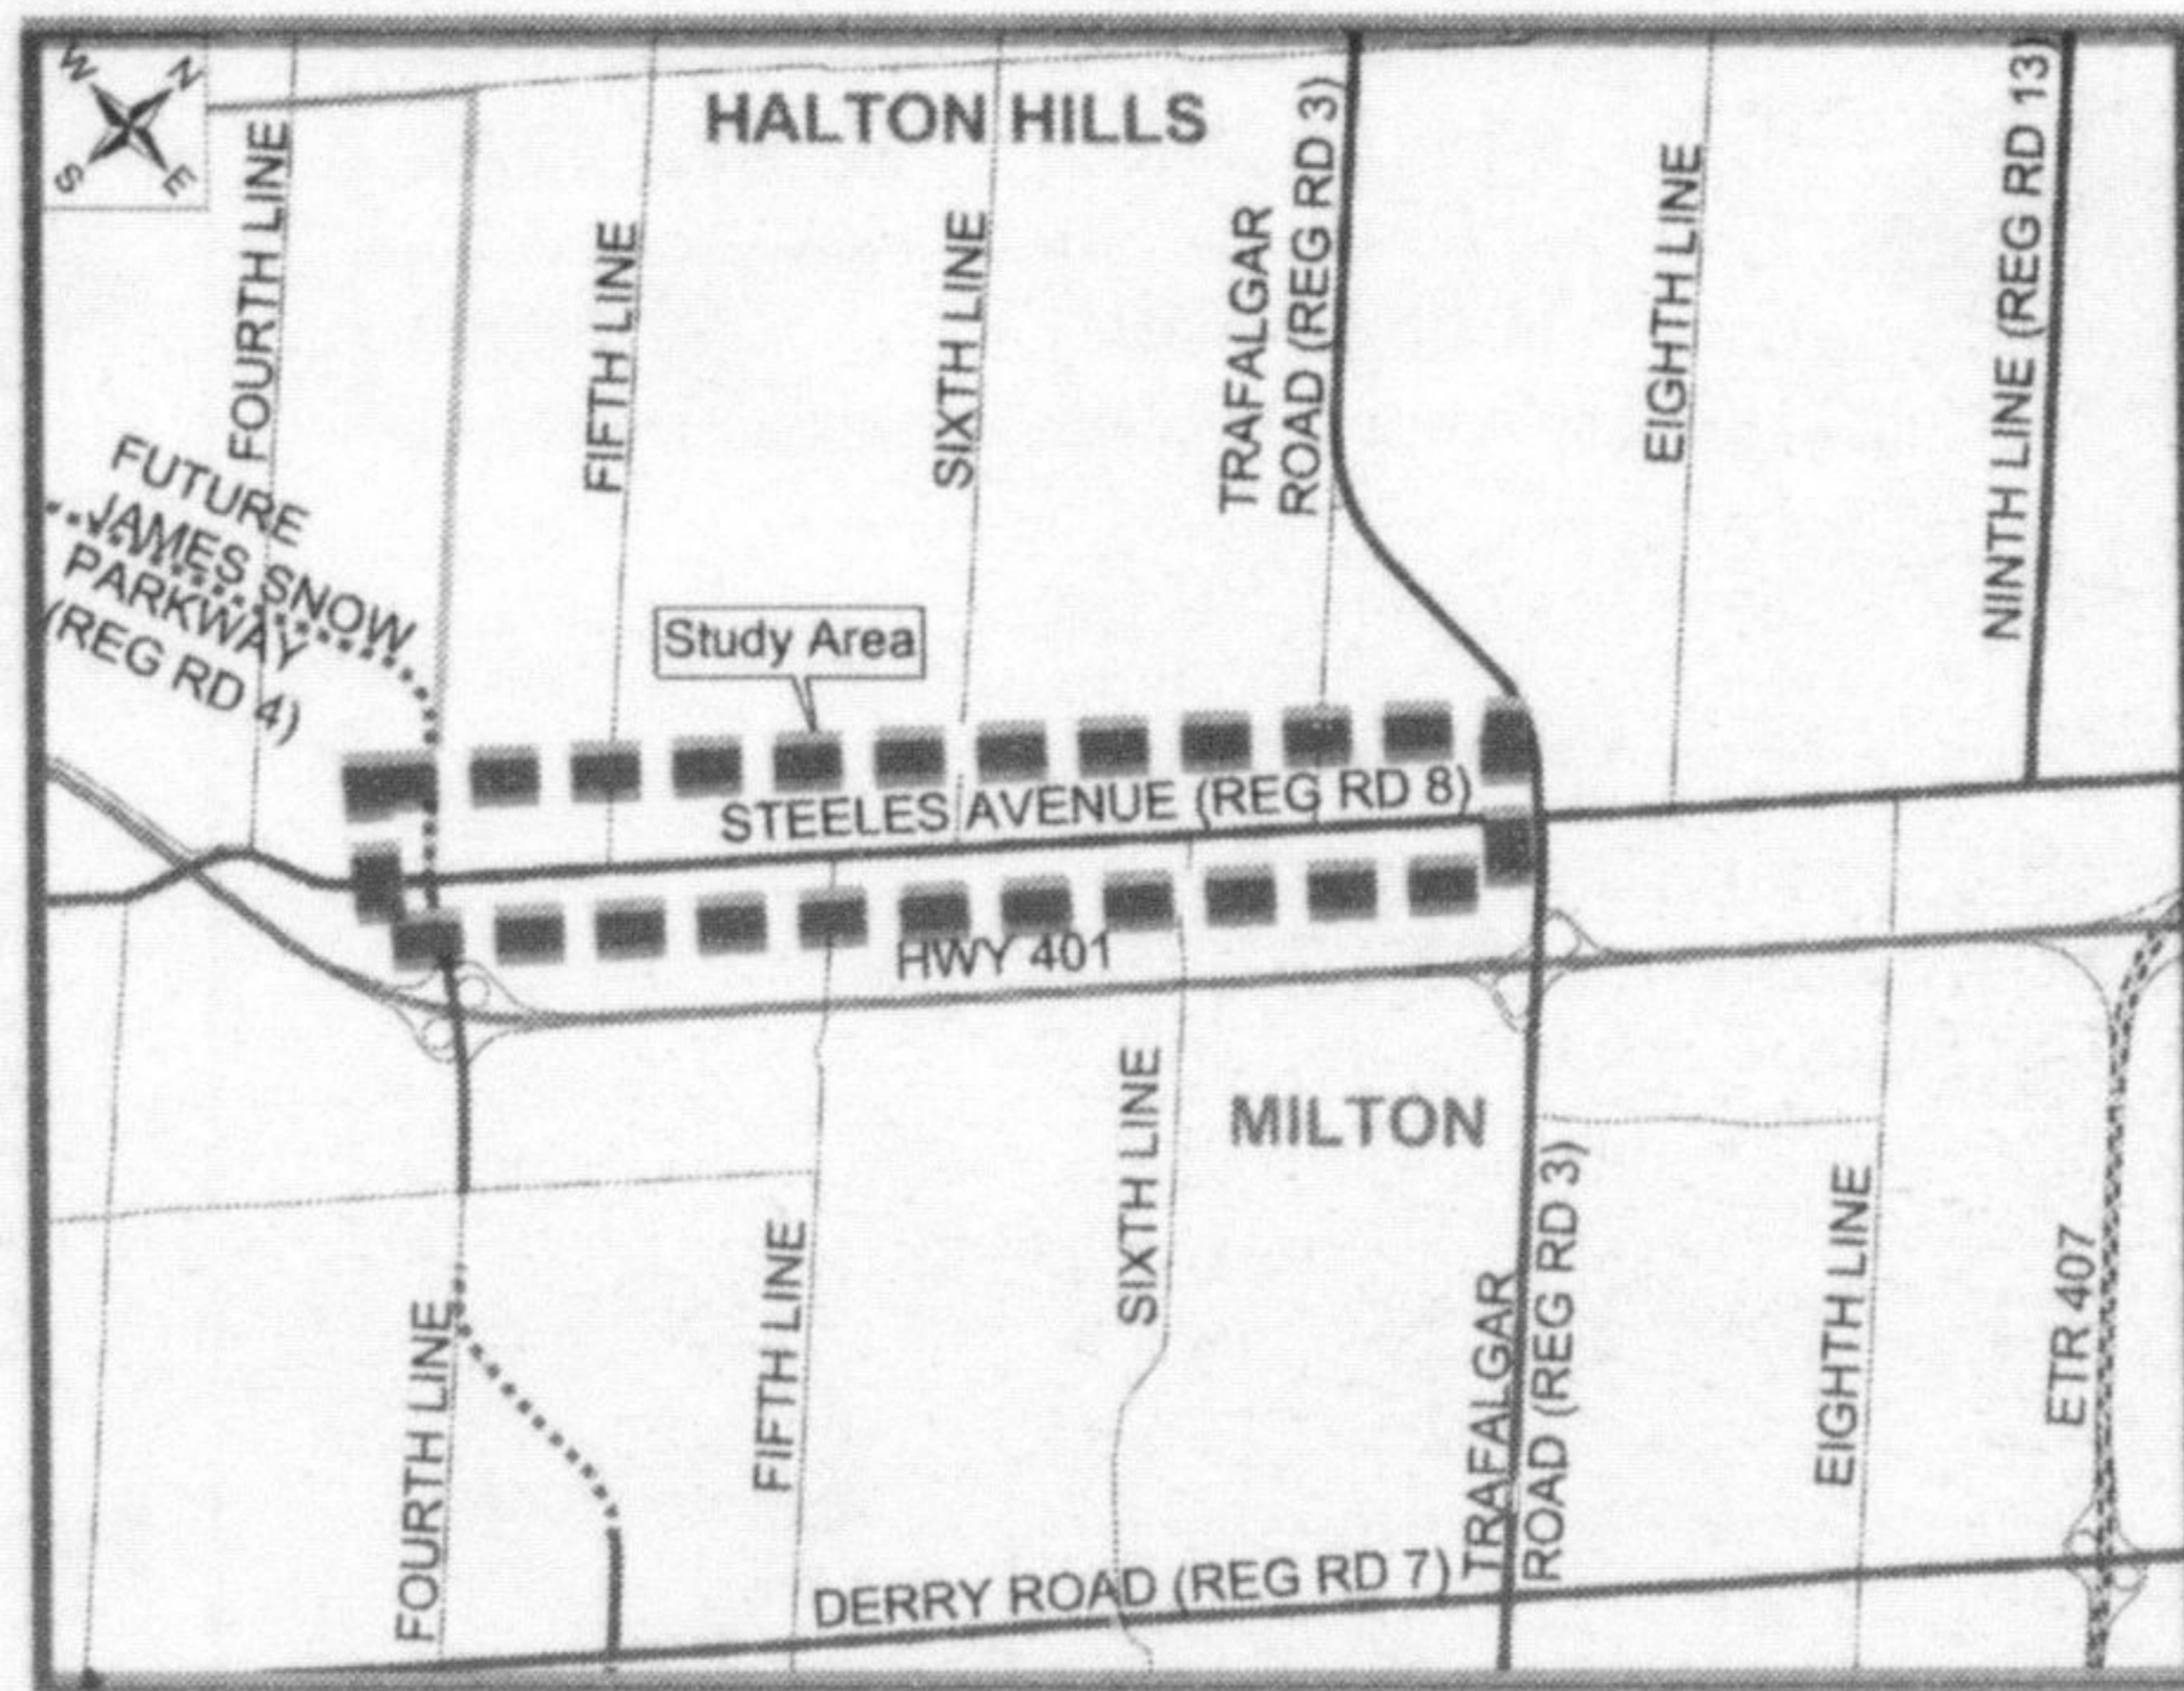 W N
S E
HALTON HILLS
FOURTH LINE
FIFTH LINE
SIXTH LINE
TRAFALGAR
ROAD (REG RD 3)
EIGHTH LINE
NINTH LINE (REG RD 13)
FUTURE
JAMES SNOW
PARKWAY
(REG RD 4)
Study Area
STEELES AVENUE (REG RD 8)
HWY 401
MILTON
FOURTH LINE
FIFTH LINE
SIXTH LINE
TRAFALGAR
ROAD (REG RD 3)
EIGHTH LINE
ETR 407
DERRY ROAD (REG RD 7)